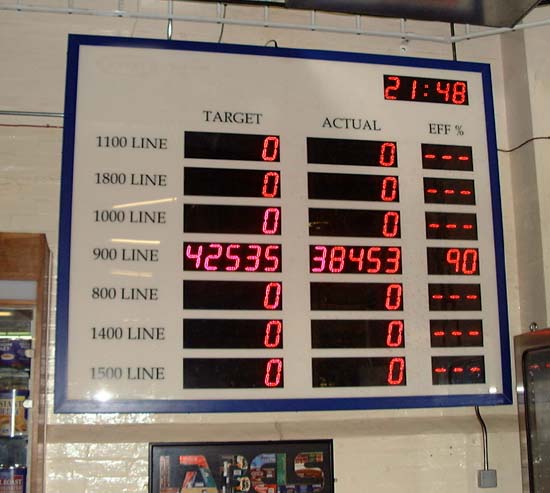 21:48
TARGET ACTUAL EFF %
1100 LINE 0 0 ---
1800 LINE 0 0 ---
1000 LINE 0 0 ---
900 LINE 42535 38453 90
800 LINE 0 0 ---
1400 LINE 0 0 ---
1500 LINE 0 0 ---